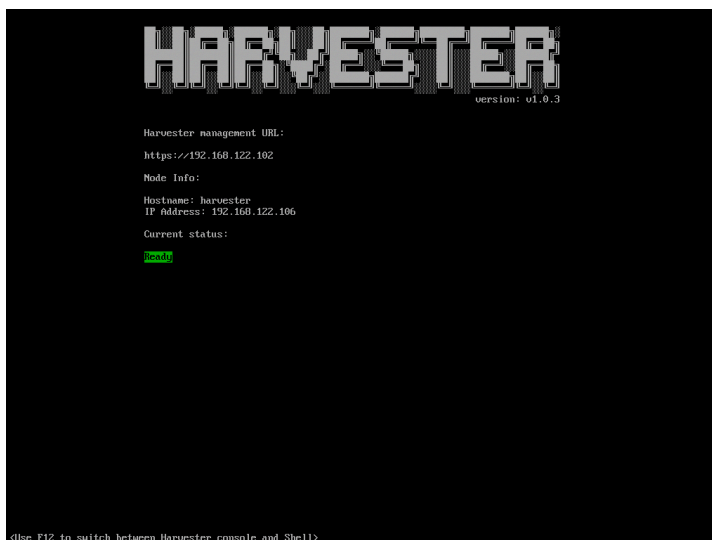 HARVESTER
version: v1.0.3
Harvester management URL:
https://192.168.122.102
Node Info:
Hostname: harvester
IP Address: 192.168.122.106
Current status:
Ready
<Use F12 to switch between Harvester console and Shell>